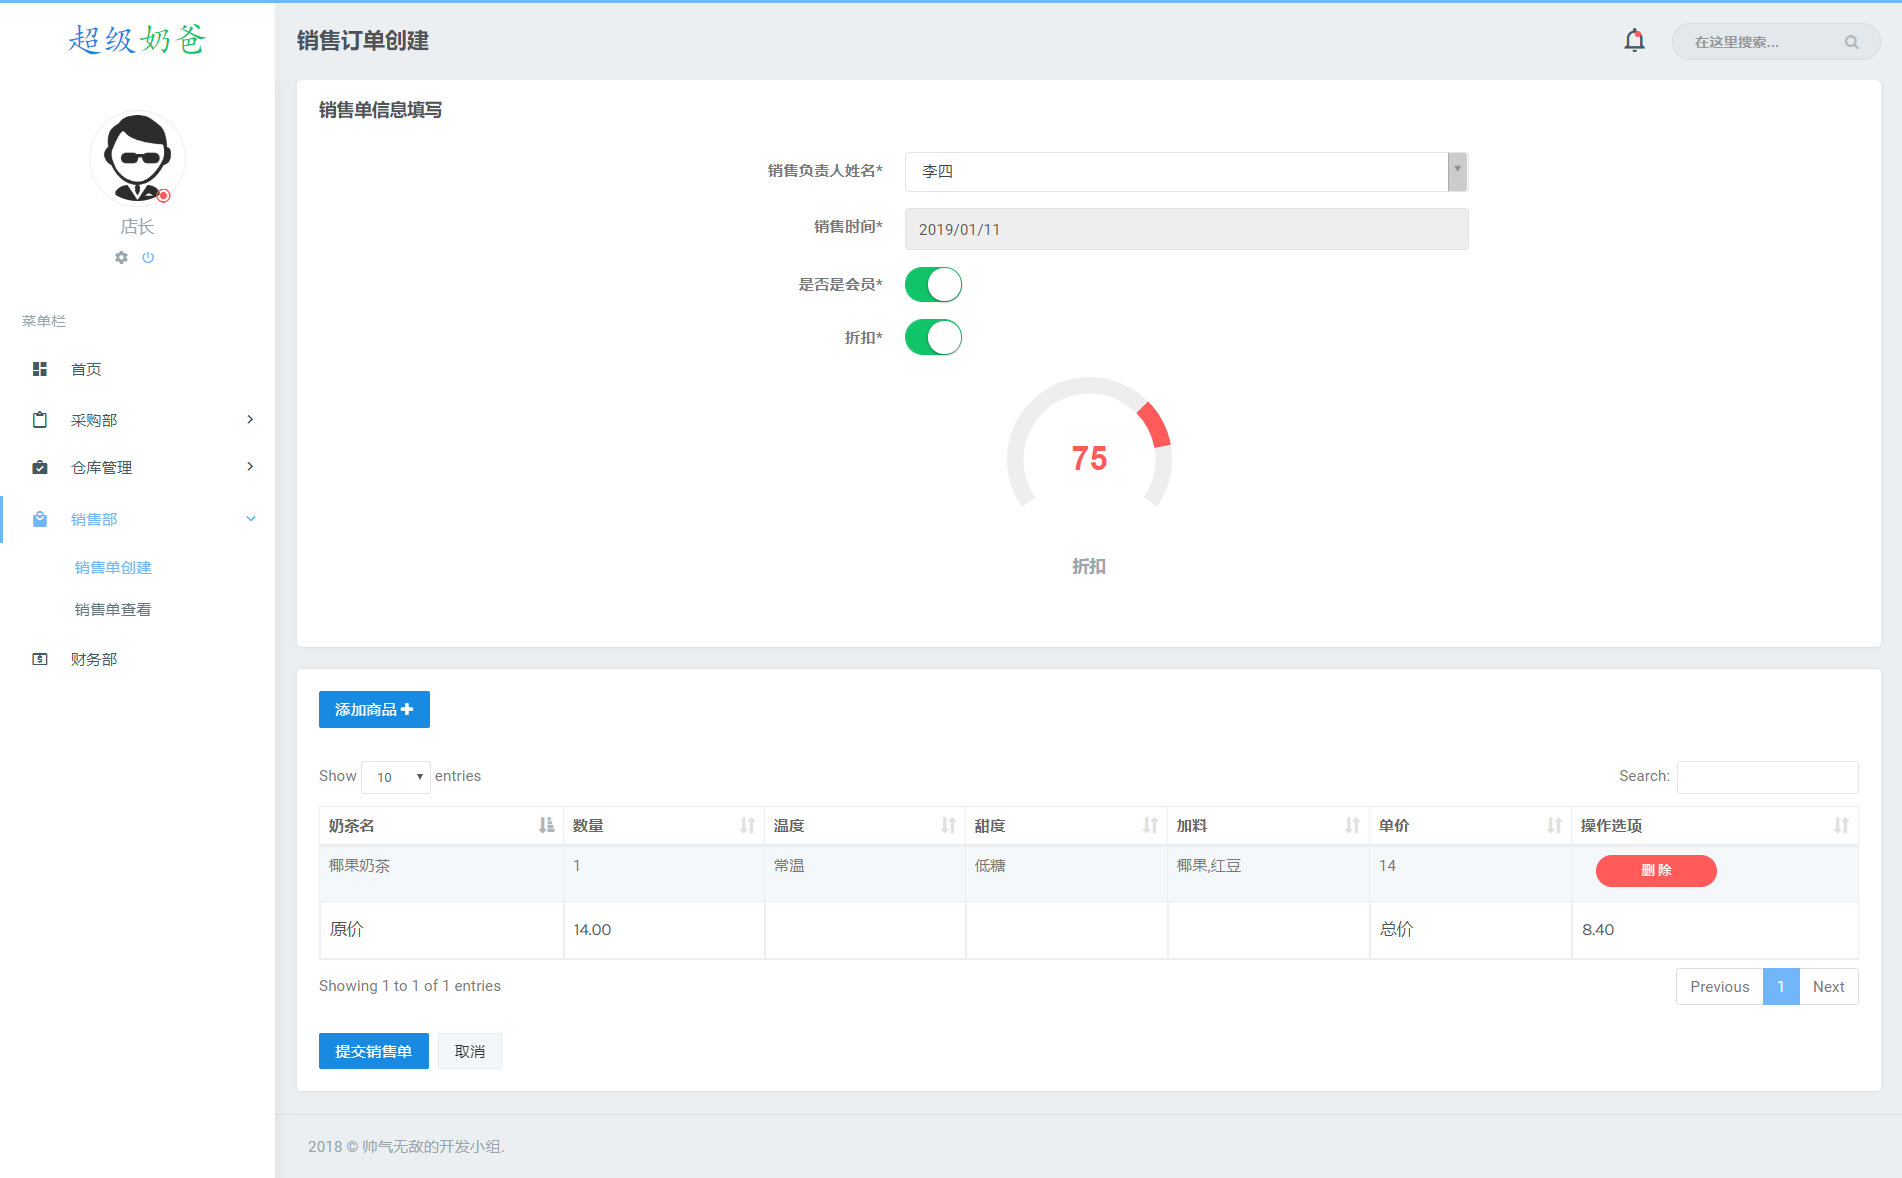 超级奶爸
店长
菜单栏
首页
采购部
仓库管理
销售部
销售单创建
销售单查看
财务部
销售订单创建
在这里搜索...
销售单信息填写
销售负责人姓名* 李四
销售时间* 2019/01/11
是否是会员*
折扣*
75
折扣
添加商品
Show 10 entries Search:
奶茶名 数量 温度 甜度 加料 单价 操作选项
椰果奶茶 1 常温 低糖 椰果,红豆 14 删 除
原价 14.00 总价 8.40
Showing 1 to 1 of 1 entries Previous 1 Next
提交销售单 取消
2018 © 帅气无敌的开发小组.